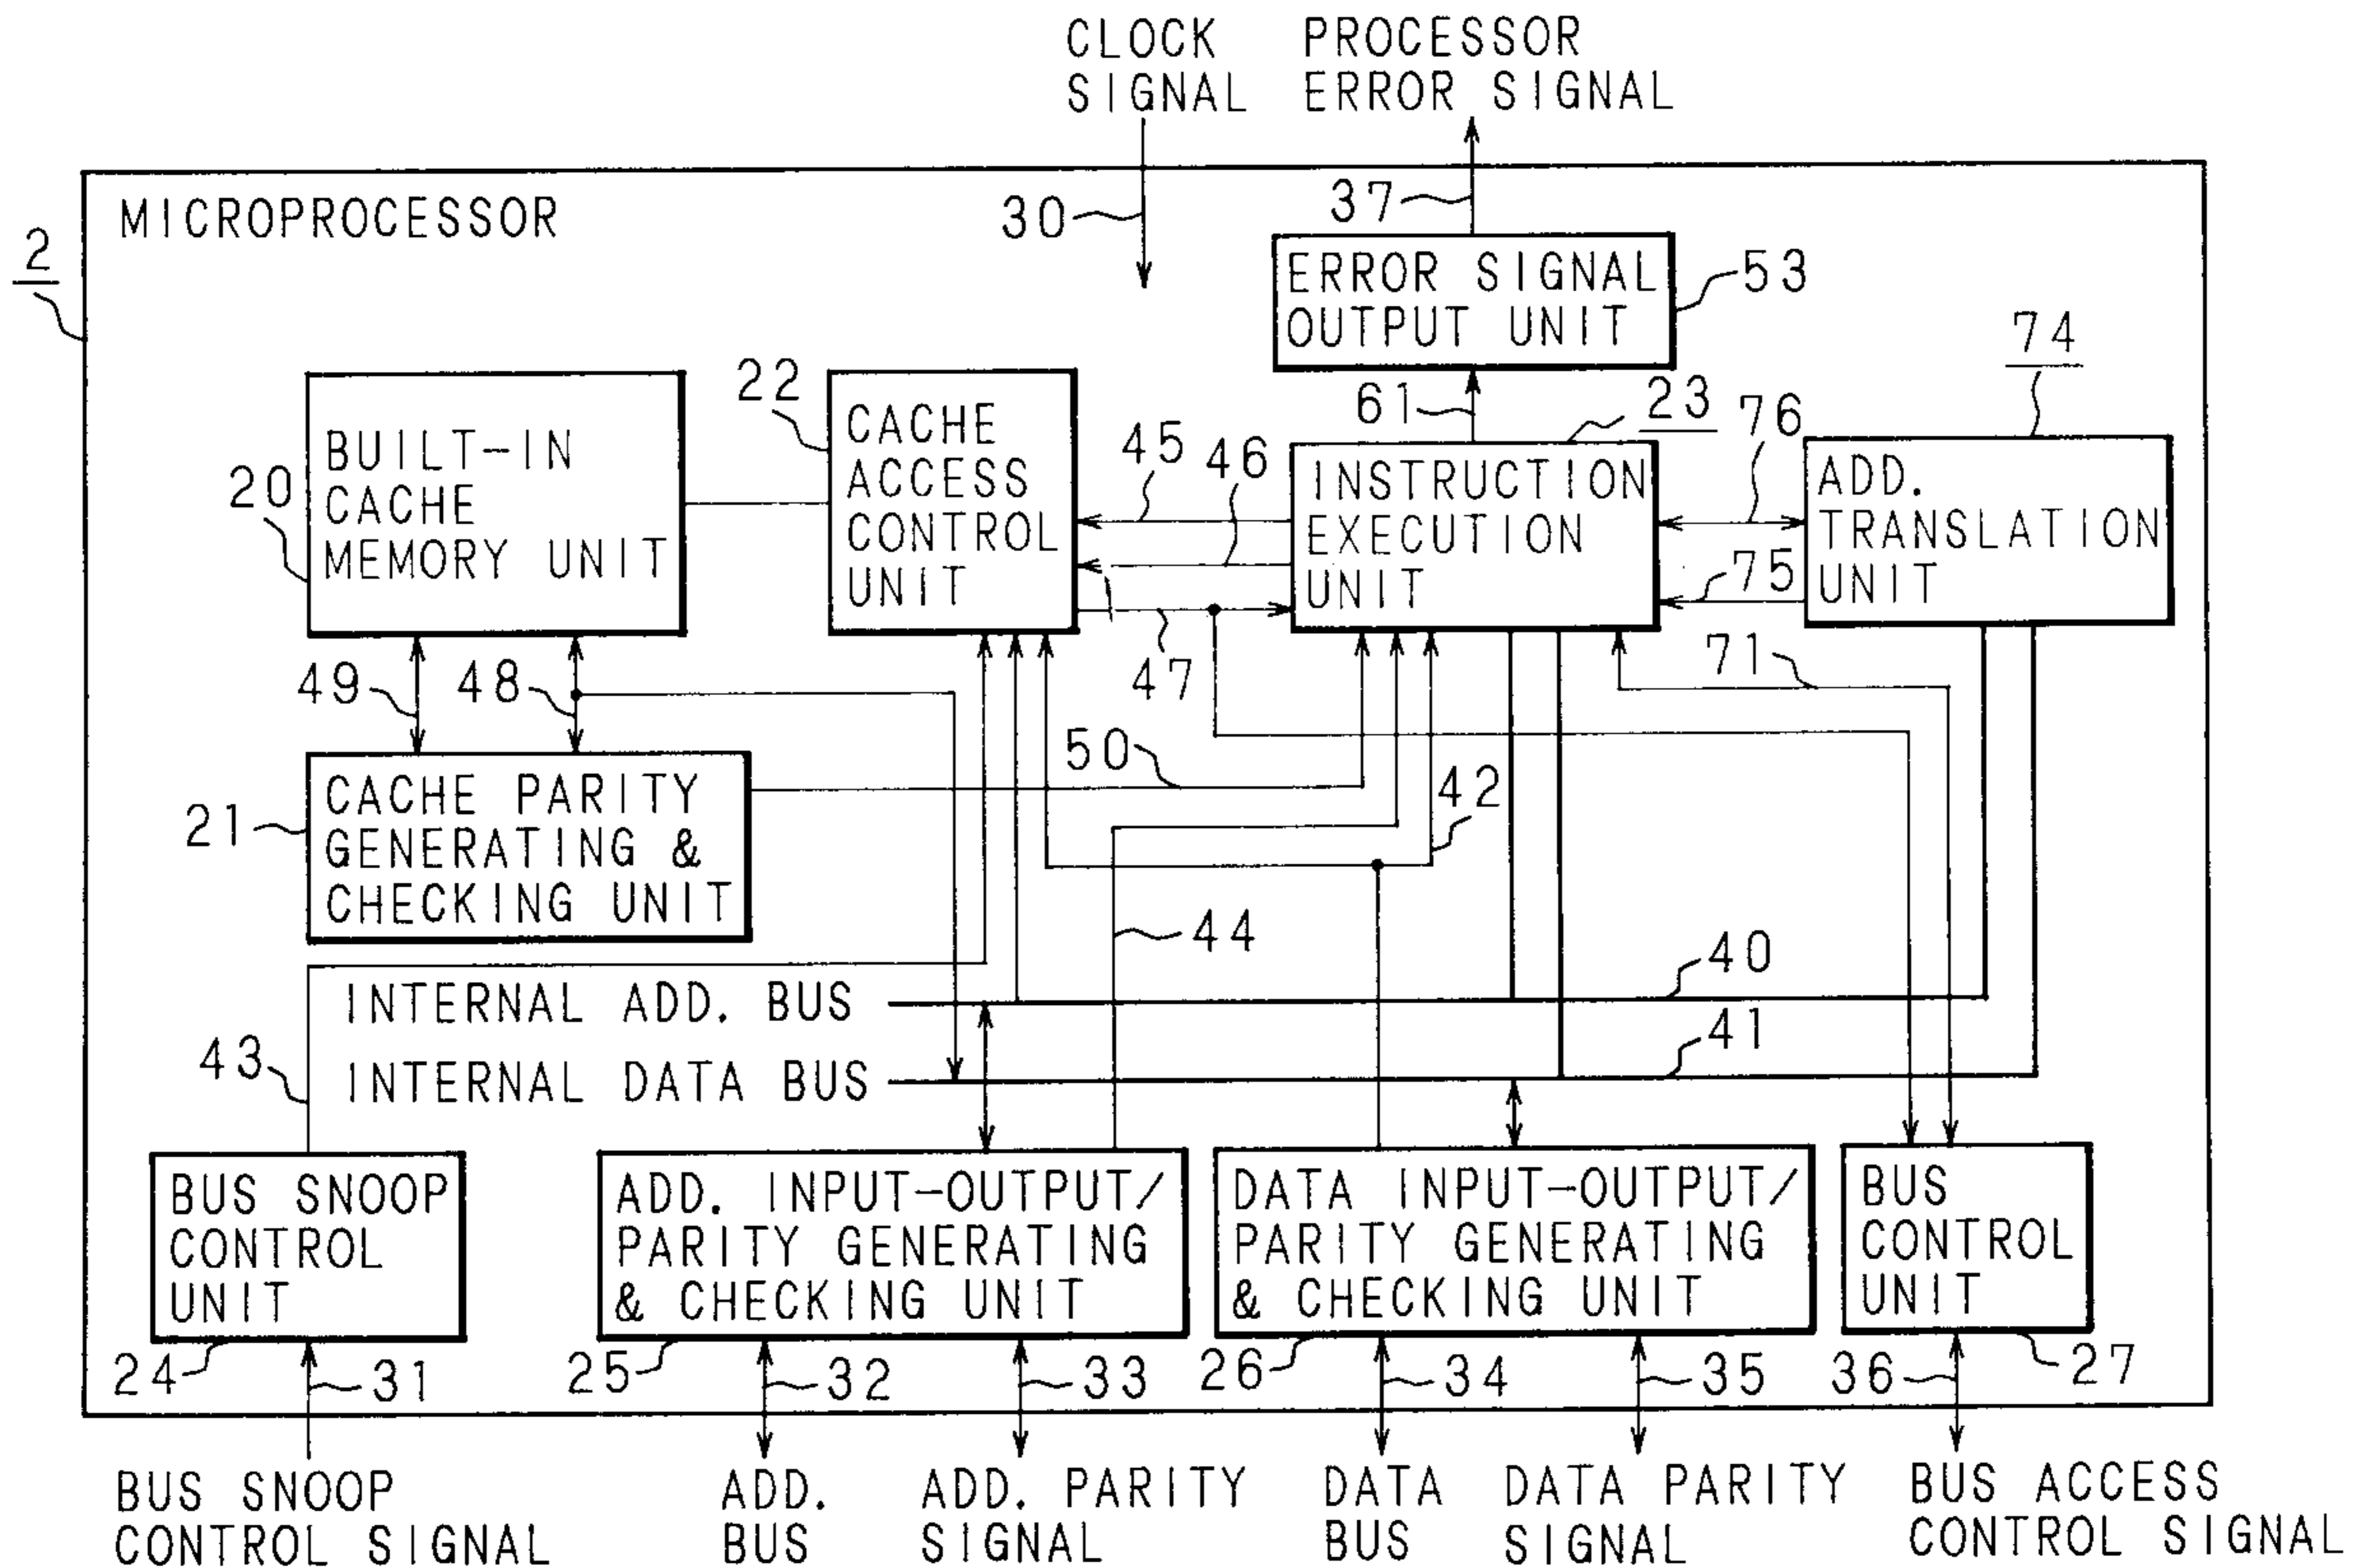 CLOCK SIGNAL
PROCESSOR ERROR SIGNAL
MICROPROCESSOR
2
30
37
ERROR SIGNAL
OUTPUT UNIT
53
61
23
74
76
75
BUILT-IN
CACHE
MEMORY UNIT
20
22
CACHE
ACCESS
CONTROL
UNIT
45
46
47
INSTRUCTION
EXECUTION
UNIT
ADD.
TRANSLATION
UNIT
71
49
48
50
42
CACHE PARITY
GENERATING &
CHECKING UNIT
21
44
40
INTERNAL ADD. BUS
41
INTERNAL DATA BUS
43
BUS SNOOP
CONTROL
UNIT
ADD. INPUT-OUTPUT/
PARITY GENERATING
& CHECKING UNIT
DATA INPUT-OUTPUT/
PARITY GENERATING
& CHECKING UNIT
BUS
CONTROL
UNIT
24
31
25
32
33
26
34
35
36
27
BUS SNOOP
CONTROL SIGNAL
ADD.
BUS
ADD. PARITY
SIGNAL
DATA
BUS
DATA PARITY
SIGNAL
BUS ACCESS
CONTROL SIGNAL